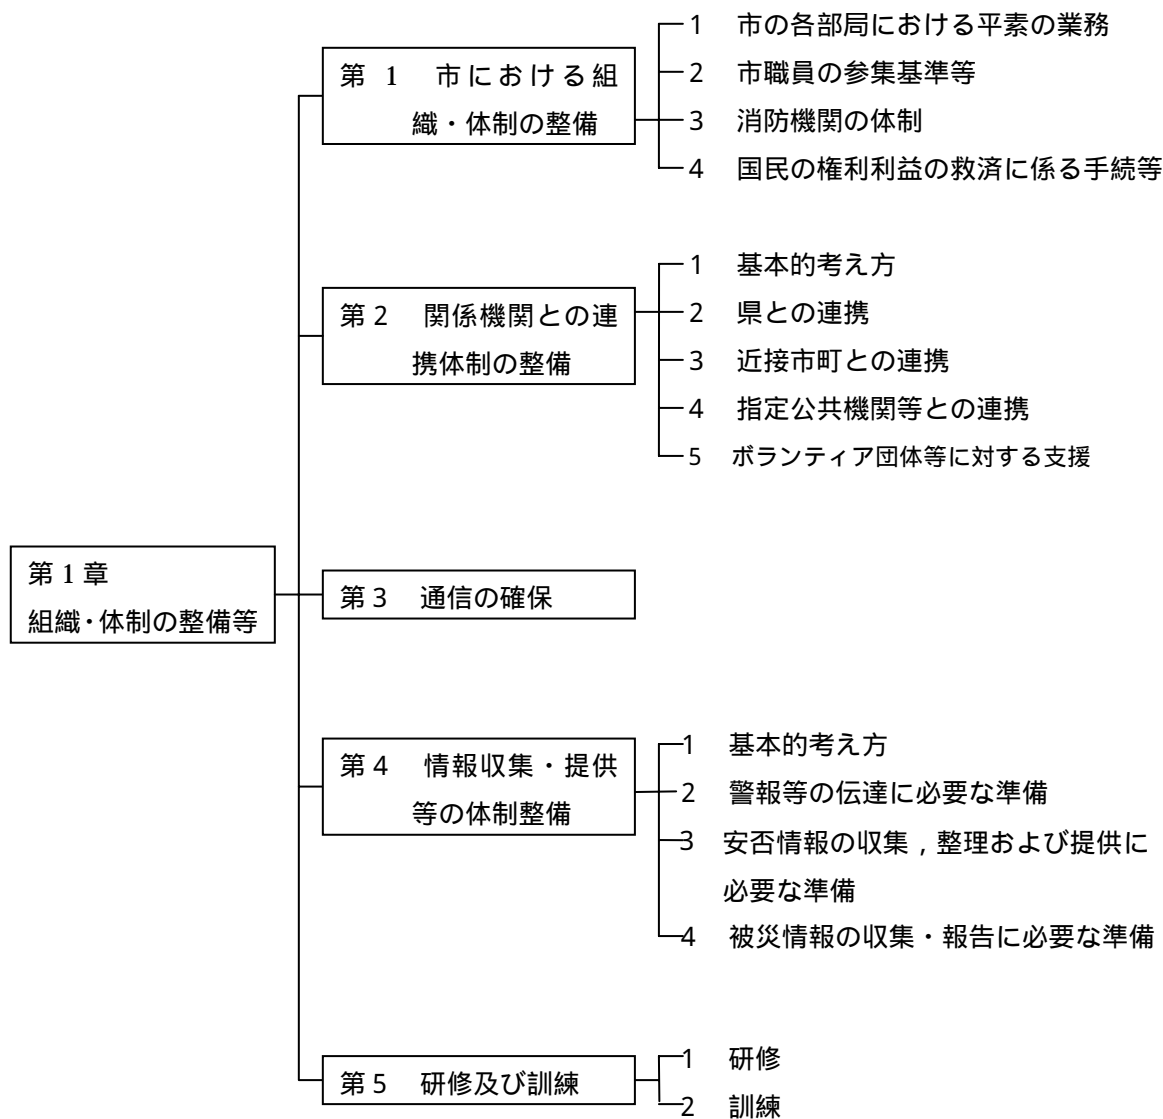 第1章
組織・体制の整備等
第 1 市における組
織・体制の整備
1 市の各部局における平素の業務
2 市職員の参集基準等
3 消防機関の体制
4 国民の権利利益の救済に係る手続等
第2 関係機関との連
携体制の整備
1 基本的考え方
2 県との連携
3 近接市町との連携
4 指定公共機関等との連携
5 ボランティア団体等に対する支援
第3 通信の確保
第4 情報収集・提供
等の体制整備
1 基本的考え方
2 警報等の伝達に必要な準備
3 安否情報の収集,整理および提供に
必要な準備
4 被災情報の収集・報告に必要な準備
第5 研修及び訓練
1 研修
2 訓練